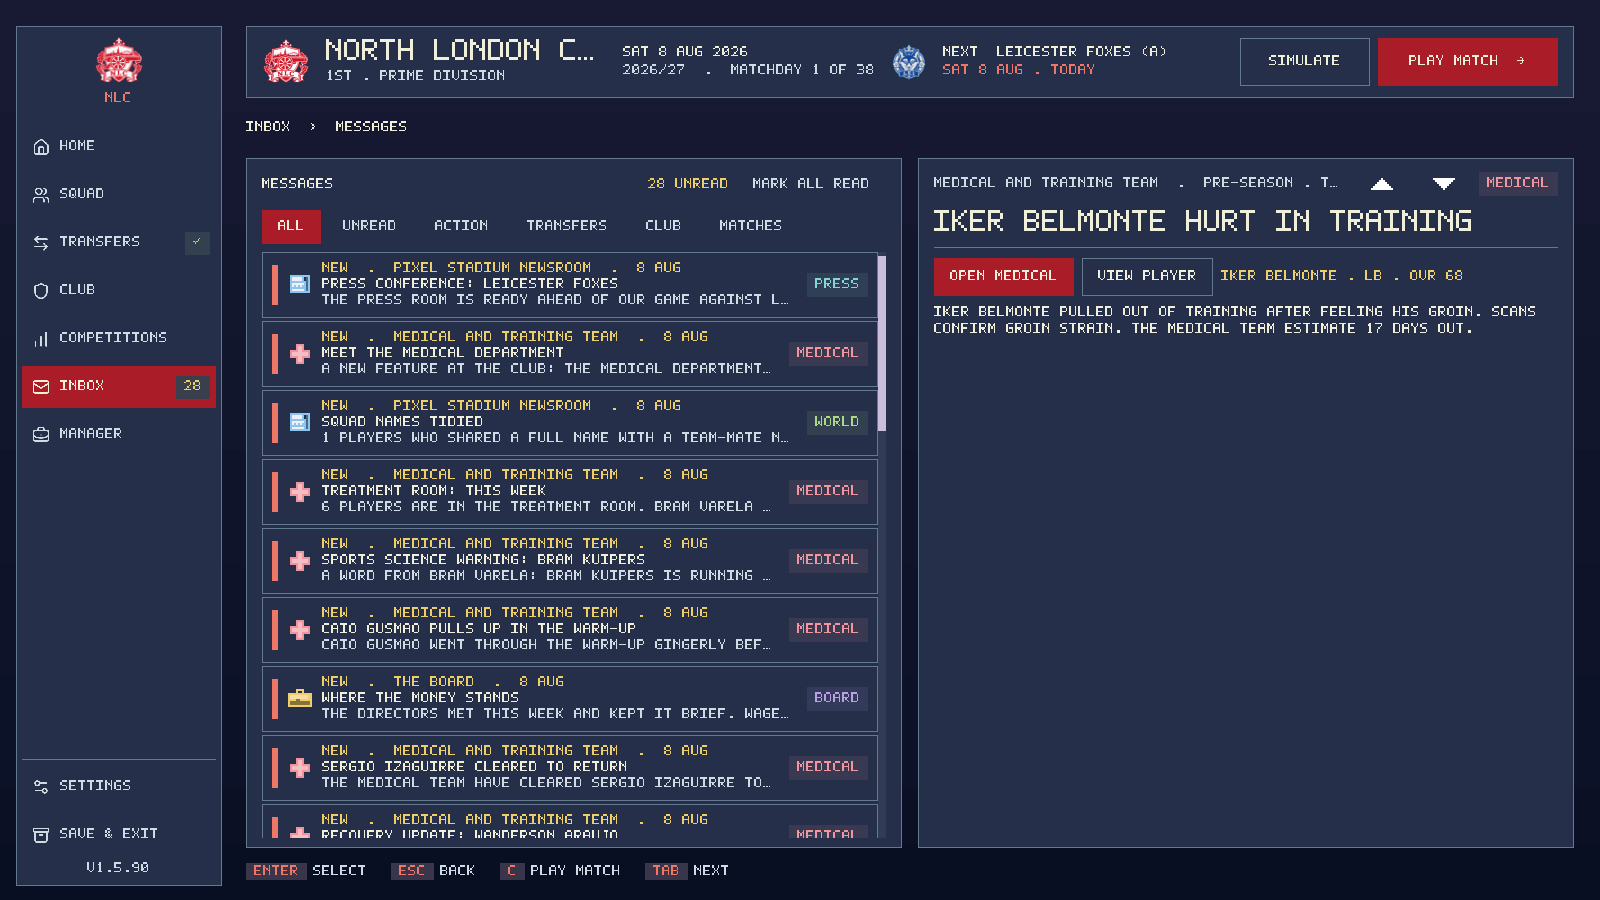 NLC
HOME
SQUAD
TRANSFERS
CLUB
COMPETITIONS
INBOX 28
MANAGER
SETTINGS
SAVE & EXIT
V1.5.90
NORTH LONDON C...
1ST . PRIME DIVISION
SAT 8 AUG 2026
2026/27 . MATCHDAY 1 OF 38
NEXT LEICESTER FOXES (A)
SAT 8 AUG . TODAY
SIMULATE
PLAY MATCH →
INBOX › MESSAGES
MESSAGES
28 UNREAD
MARK ALL READ
ALL UNREAD ACTION TRANSFERS CLUB MATCHES
NEW . PIXEL STADIUM NEWSROOM . 8 AUG
PRESS CONFERENCE: LEICESTER FOXES
THE PRESS ROOM IS READY AHEAD OF OUR GAME AGAINST L...
PRESS
NEW . MEDICAL AND TRAINING TEAM . 8 AUG
MEET THE MEDICAL DEPARTMENT
A NEW FEATURE AT THE CLUB: THE MEDICAL DEPARTMENT...
MEDICAL
NEW . PIXEL STADIUM NEWSROOM . 8 AUG
SQUAD NAMES TIDIED
1 PLAYERS WHO SHARED A FULL NAME WITH A TEAM-MATE N...
WORLD
NEW . MEDICAL AND TRAINING TEAM . 8 AUG
TREATMENT ROOM: THIS WEEK
6 PLAYERS ARE IN THE TREATMENT ROOM. BRAM VARELA ...
MEDICAL
NEW . MEDICAL AND TRAINING TEAM . 8 AUG
SPORTS SCIENCE WARNING: BRAM KUIPERS
A WORD FROM BRAM VARELA: BRAM KUIPERS IS RUNNING ...
MEDICAL
NEW . MEDICAL AND TRAINING TEAM . 8 AUG
CAIO GUSMAO PULLS UP IN THE WARM-UP
CAIO GUSMAO WENT THROUGH THE WARM-UP GINGERLY BEF...
MEDICAL
NEW . THE BOARD . 8 AUG
WHERE THE MONEY STANDS
THE DIRECTORS MET THIS WEEK AND KEPT IT BRIEF. WAGE...
BOARD
NEW . MEDICAL AND TRAINING TEAM . 8 AUG
SERGIO IZAGUIRRE CLEARED TO RETURN
THE MEDICAL TEAM HAVE CLEARED SERGIO IZAGUIRRE TO...
MEDICAL
NEW . MEDICAL AND TRAINING TEAM . 8 AUG
RECOVERY UPDATE: WANDERSON ARAUJO
MEDICAL
MEDICAL AND TRAINING TEAM . PRE-SEASON . T...
MEDICAL
IKER BELMONTE HURT IN TRAINING
OPEN MEDICAL
VIEW PLAYER
IKER BELMONTE . LB . OVR 68
IKER BELMONTE PULLED OUT OF TRAINING AFTER FEELING HIS GROIN. SCANS
CONFIRM GROIN STRAIN. THE MEDICAL TEAM ESTIMATE 17 DAYS OUT.
ENTER SELECT ESC BACK C PLAY MATCH TAB NEXT